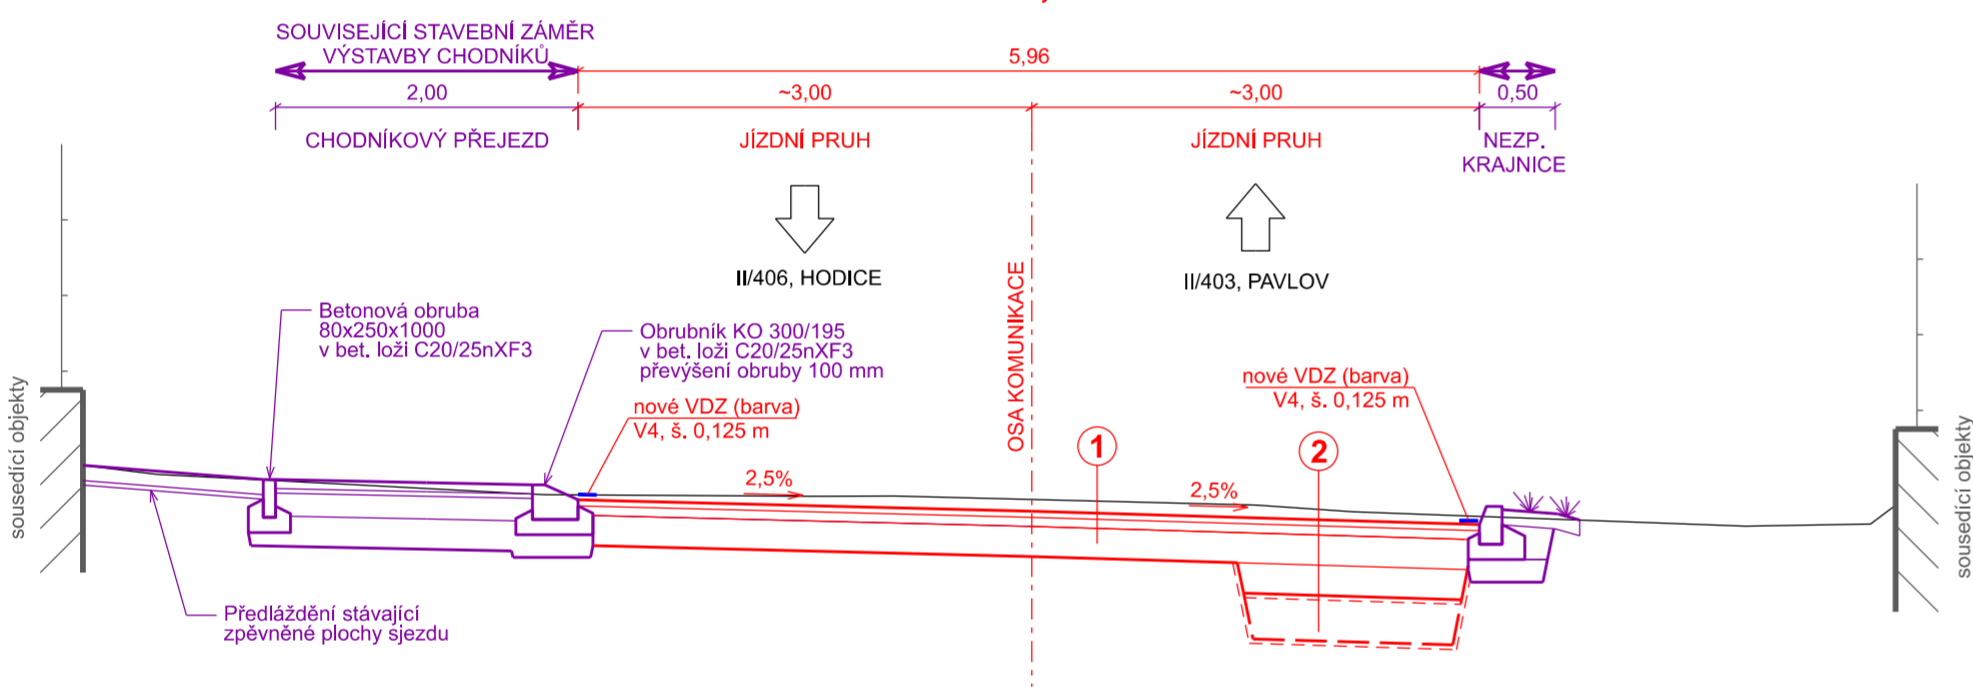 SOUVISEJÍCÍ STAVEBNÍ ZÁMĚR
VÝSTAVBY CHODNÍKŮ
5,96
2,00
~3,00
~3,00
0,50
CHODNÍKOVÝ PŘEJEZD
JÍZDNÍ PRUH
JÍZDNÍ PRUH
NEZP.
KRAJNICE
II/406, HODICE
II/403, PAVLOV
OSA KOMUNIKACE
Betonová obruba
80x250x1000
v bet. loži C20/25nXF3
Obrubník KO 300/195
v bet. loži C20/25nXF3
převýšení obruby 100 mm
nové VDZ (barva)
V4, š. 0,125 m
nové VDZ (barva)
V4, š. 0,125 m
1
2
2,5%
2,5%
sousedící objekty
sousedící objekty
Předláždění stávající
zpěvněné plochy sjezdu